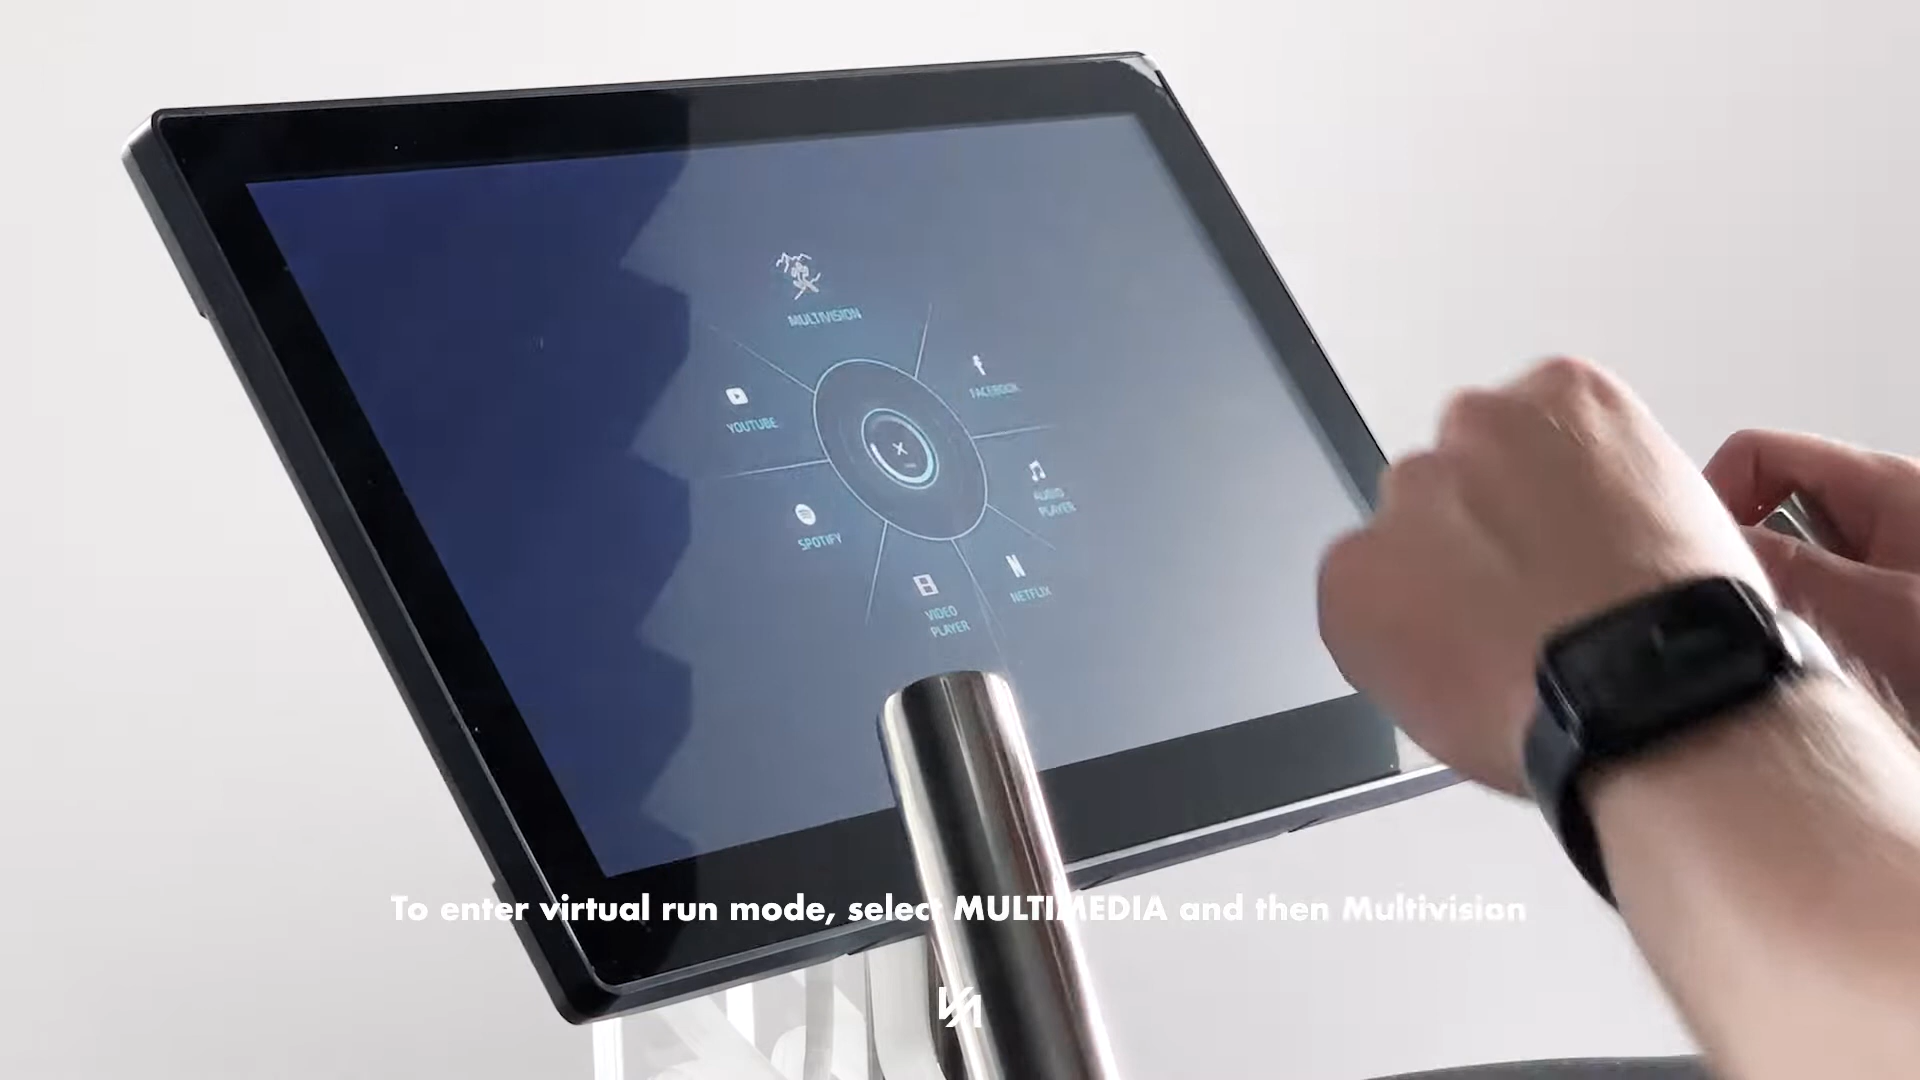 MULTIVISION
FACEBOOK
YOUTUBE
AUDIO
PLAYER
SPOTIFY
NETFLIX
VIDEO
PLAYER
To enter virtual run mode, select MULTIMEDIA and then Multivision